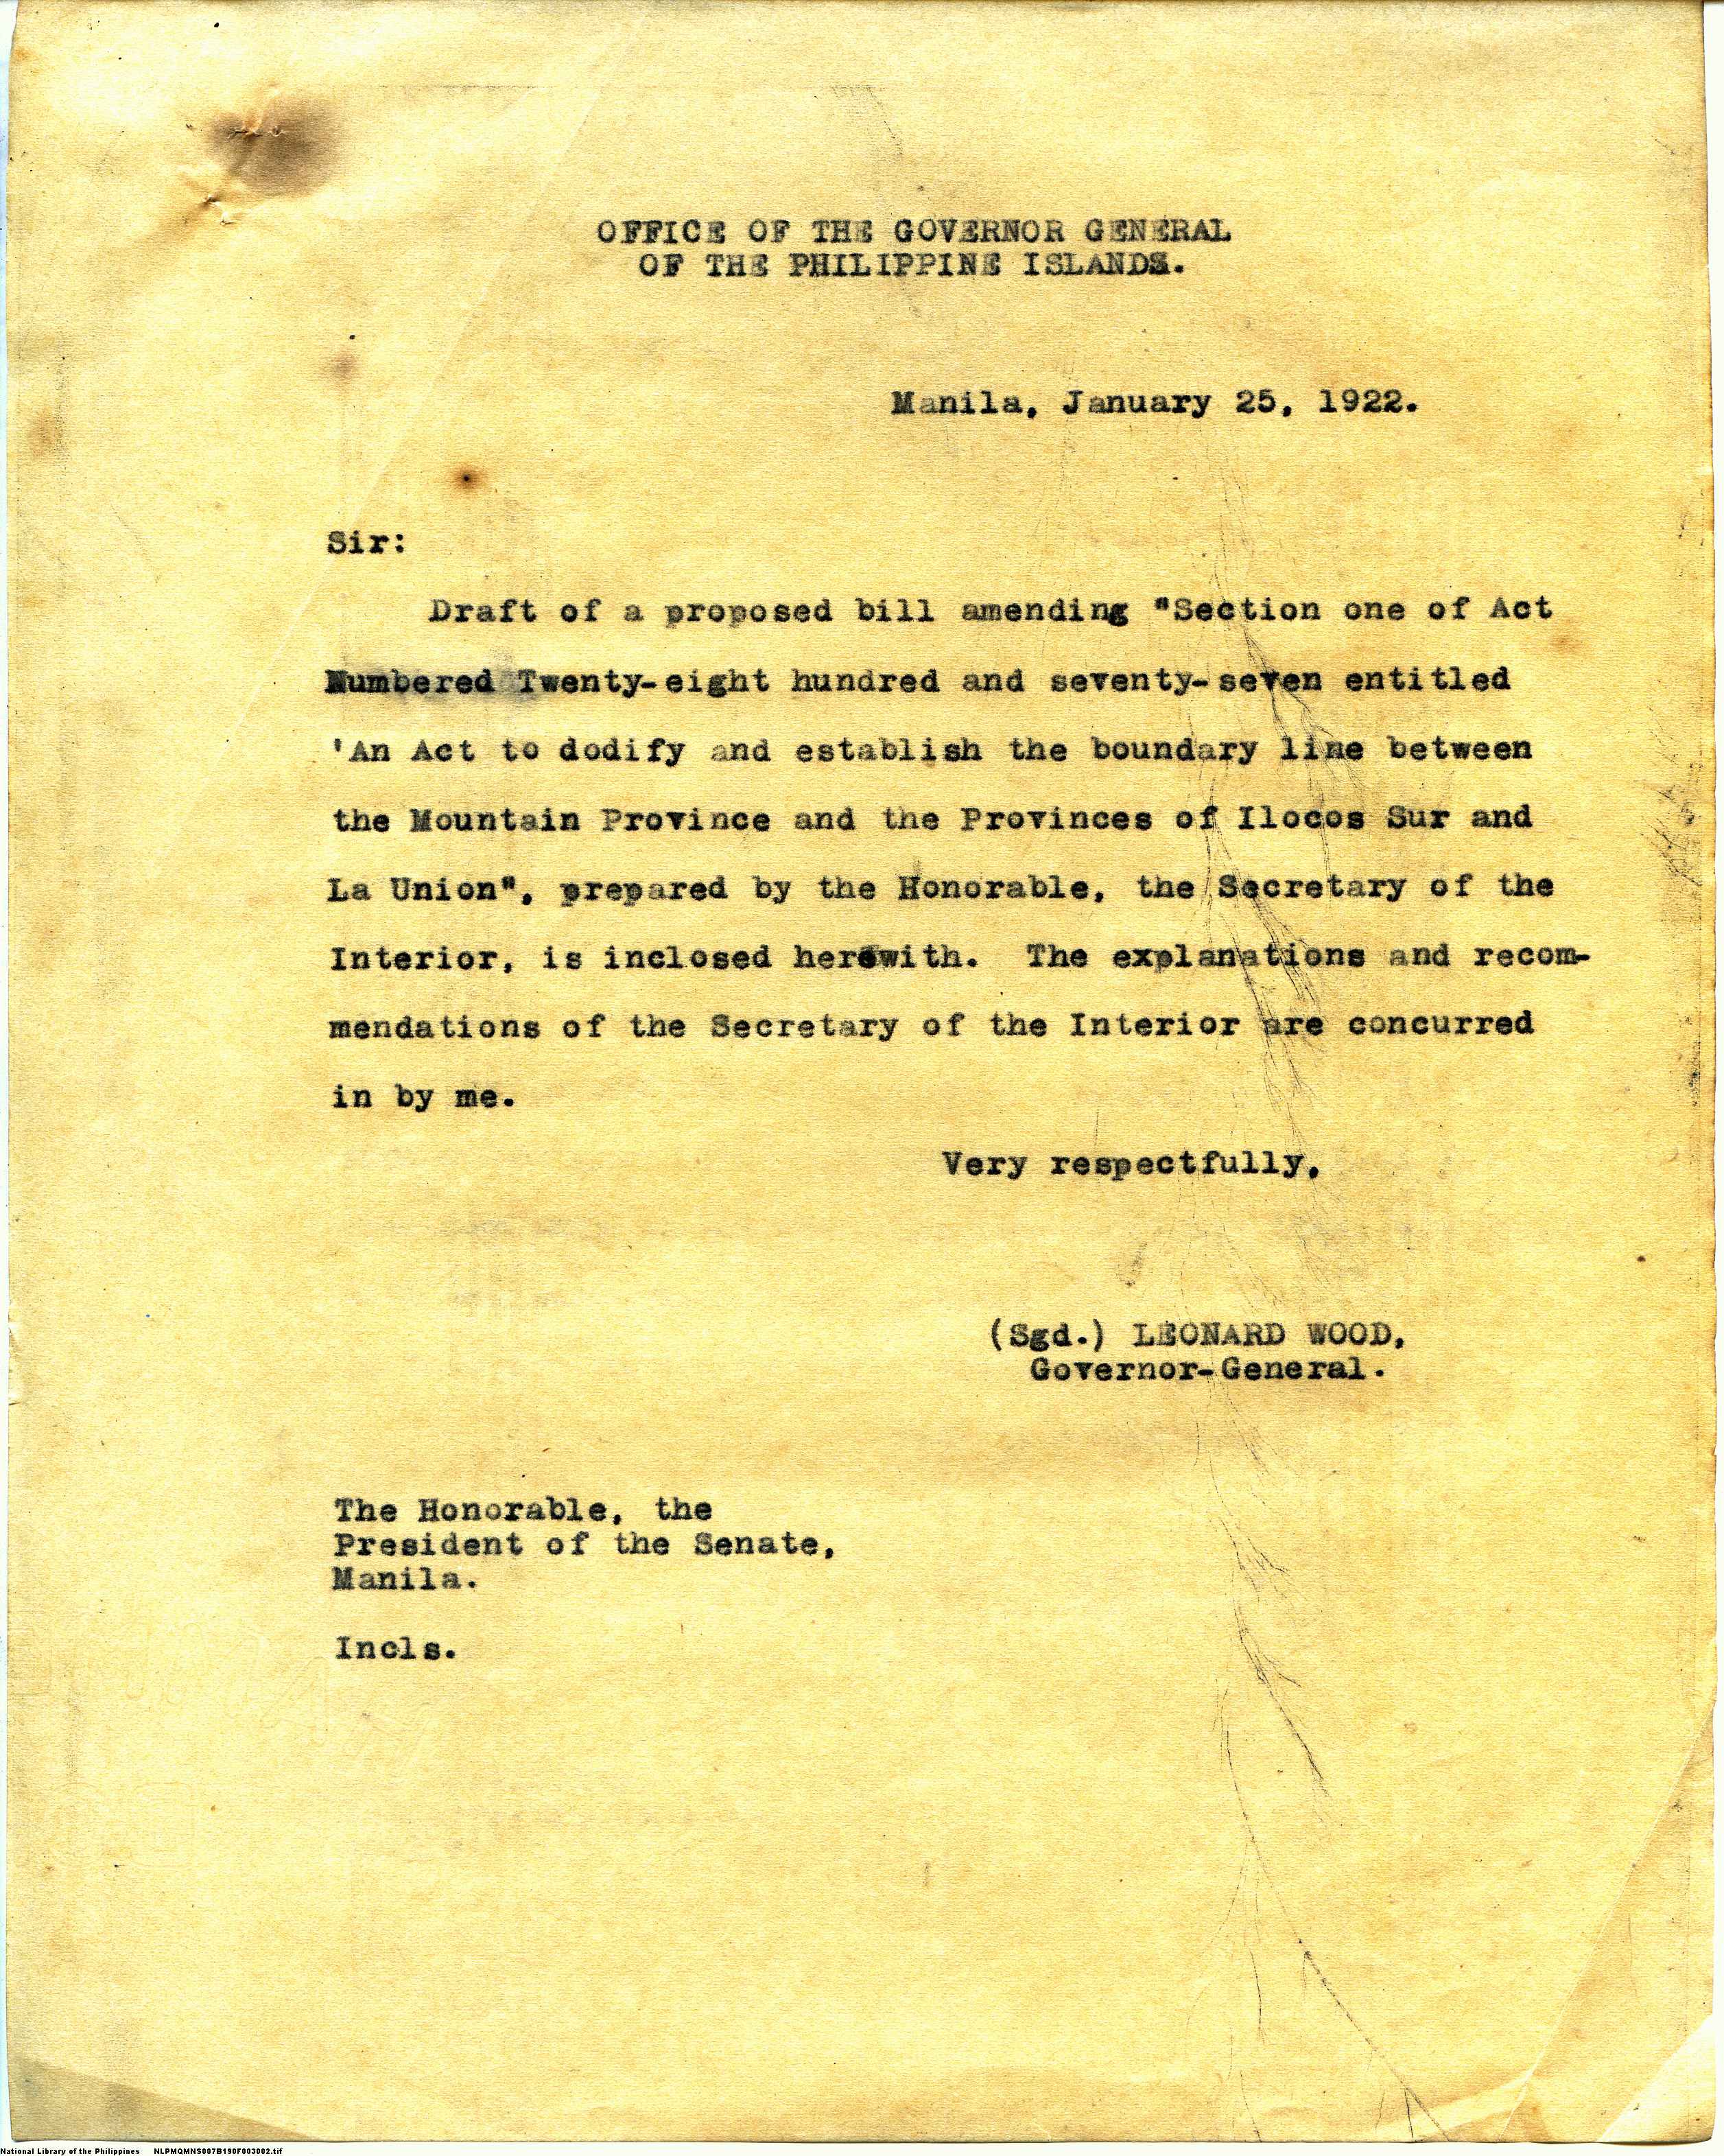 OFFICE OF THE GOVERNOR GENERAL
OF THE PHILIPPINE ISLANDS.
Manila, January 25, 1922.
Sir:
Draft of a proposed bill amending "Section one of Act
Numbered Twenty-eight hundred and seventy-seven entitled
'An Act to dodify and establish the boundary line between
the Mountain Province and the Provinces of Ilocos Sur and
La Union", prepared by the Honorable, the Secretary of the
Interior, is inclosed herewith. The explanations and recom-
mendations of the Secretary of the Interior are concurred
in by me.
Very respectfully,
(Sgd.) LEONARD WOOD,
Governor-General.
The Honorable, the
President of the Senate,
Manila.
Incls.
National Library of the Philippines NLPMQMNS007B190F003002.tif